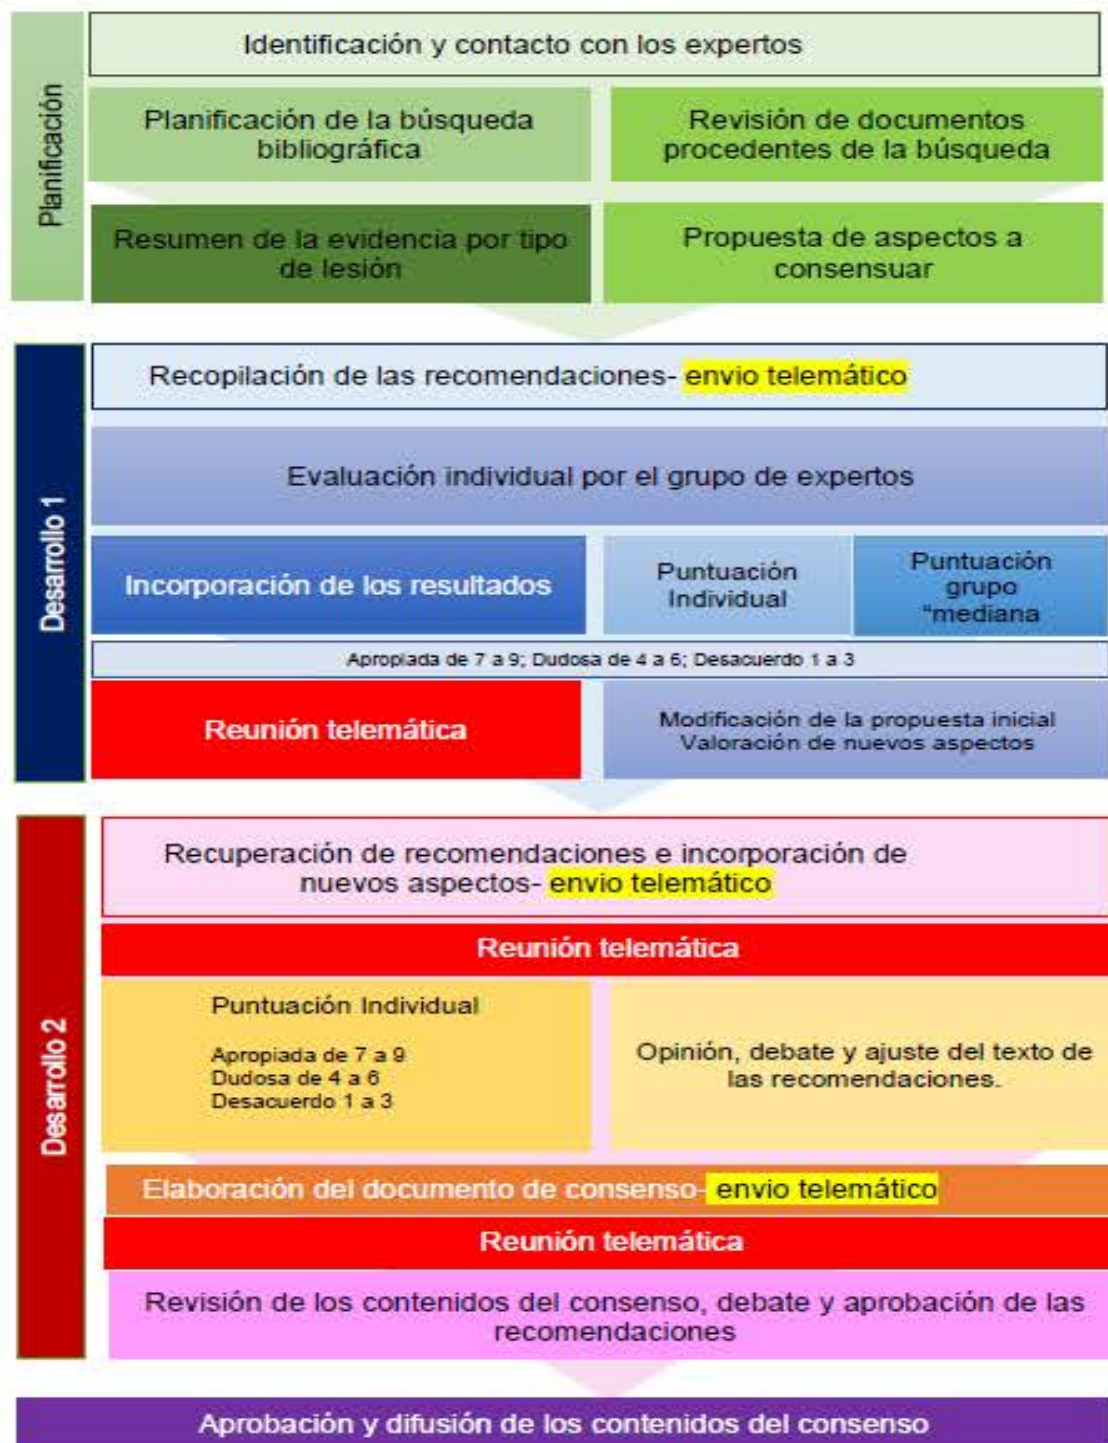 Planificación
Identificación y contacto con los expertos
Planificación de la búsqueda
bibliográfica
Revisión de documentos
procedentes de la búsqueda
Resumen de la evidencia por tipo
de lesión
Propuesta de aspectos a
consensuar
Desarrollo 1
Recopilación de las recomendaciones- envio telemático
Evaluación individual por el grupo de expertos
Incorporación de los resultados
Puntuación
Individual
Puntuación
grupo
“mediana
Apropiada de 7 a 9; Dudosa de 4 a 6; Desacuerdo 1 a 3
Reunión telemática
Modificación de la propuesta inicial
Valoración de nuevos aspectos
Desarrollo 2
Recuperación de recomendaciones e incorporación de
nuevos aspectos- envio telemático
Reunión telemática
Puntuación Individual
Apropiada de 7 a 9
Dudosa de 4 a 6
Desacuerdo 1 a 3
Opinión, debate y ajuste del texto de
las recomendaciones.
Elaboración del documento de consenso- envio telemático
Reunión telemática
Revisión de los contenidos del consenso, debate y aprobación de las
recomendaciones
Aprobación y difusión de los contenidos del consenso